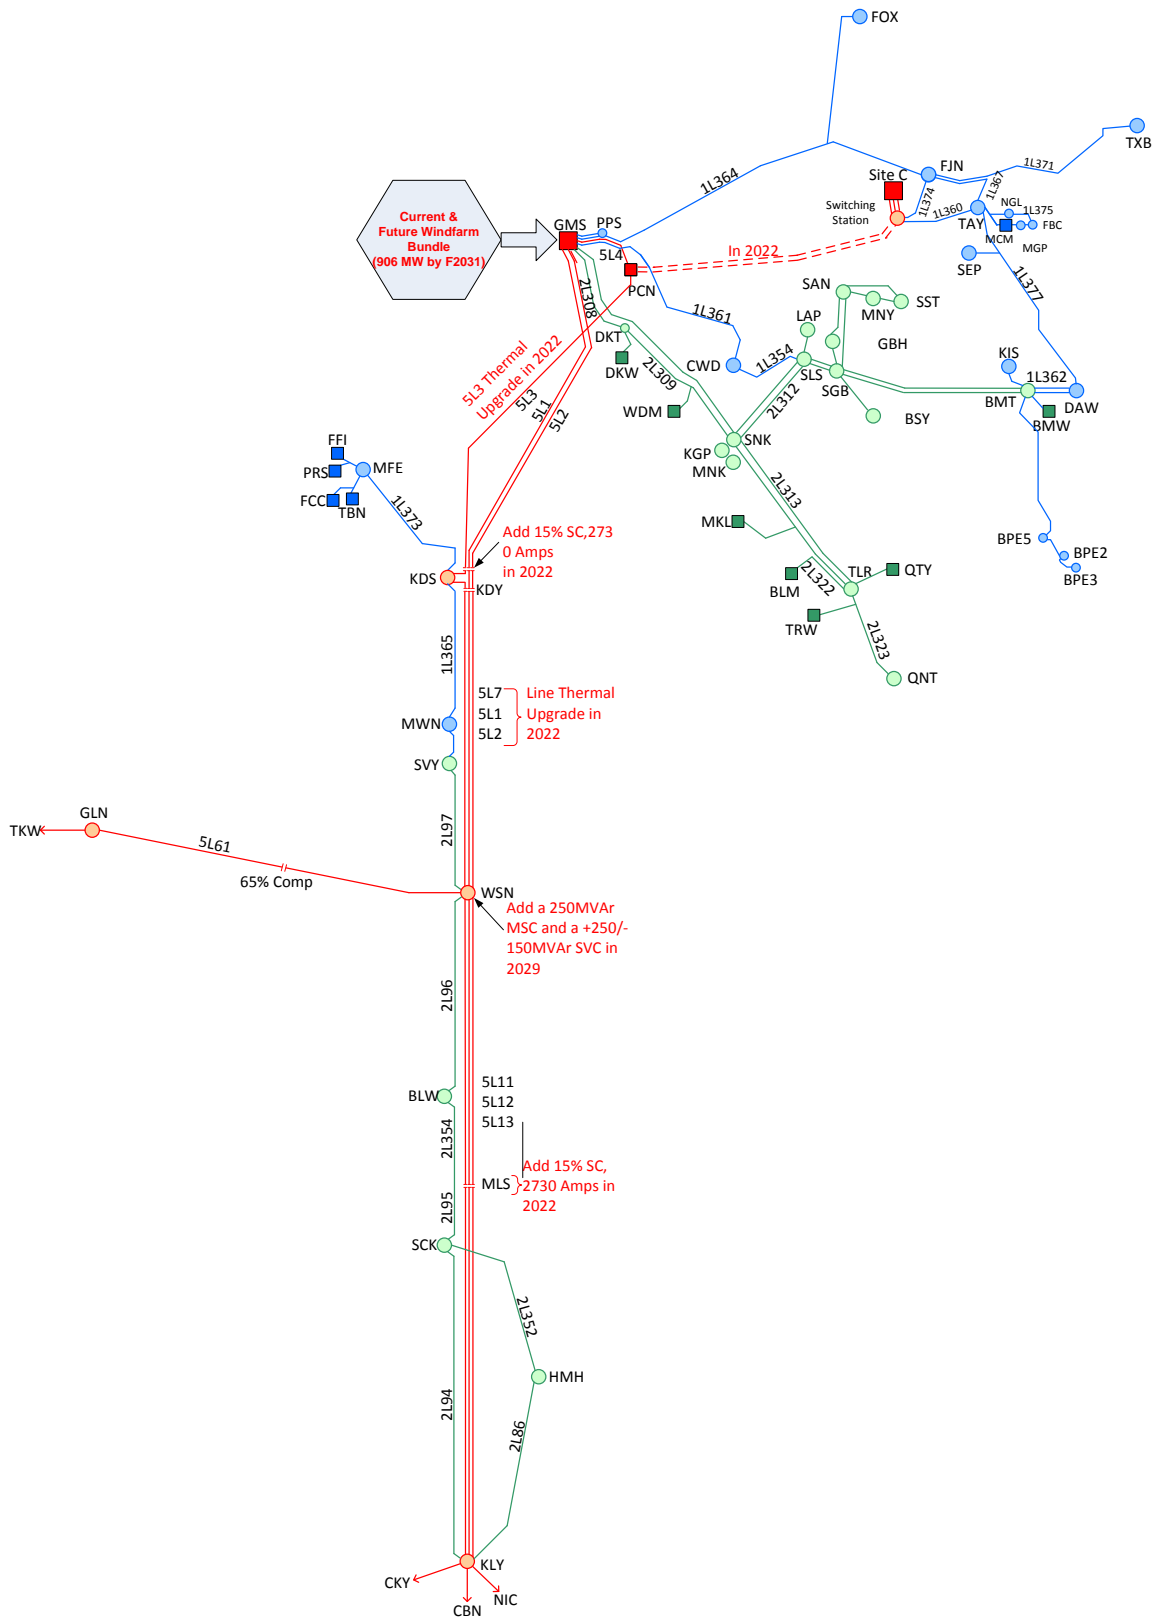 FOX
TXB
1L371
FJN
1L364
Site C
1L367
1L374
NGL
1L375
Switching
Station
1L360
TAY
FBC
MCM
MGP
Current &
Future Windfarm
Bundle
(906 MW by F2031)
GMS
PPS
5L4
In 2022
SEP
PCN
1L377
2L308
SAN
MNY
SST
1L361
LAP
DKT
GBH
5L3 Thermal
Upgrade in 2022
DKW
2L309
CWD
1L354
SLS
SGB
KIS
1L362
5L3
5L1
5L2
2L312
BMT
DAW
WDM
BSY
BMW
FFI
SNK
KGP
MNK
PRS
MFE
FCC
TBN
2L313
1L373
MKL
Add 15% SC,273
0 Amps
in 2022
BPE5
BPE2
BPE3
KDS
KDY
TLR
QTY
BLM
2L322
TRW
2L323
1L365
QNT
5L7
5L1
5L2
Line Thermal
Upgrade in
2022
MWN
SVY
GLN
TKW
5L61
2L97
65% Comp
WSN
Add a 250MVAr
MSC and a +250/-
150MVAr SVC in
2029
2L96
5L11
5L12
5L13
BLW
2L354
Add 15% SC,
2730 Amps in
2022
MLS
2L95
SCK
2L352
HMH
2L94
2L86
KLY
CKY
NIC
CBN